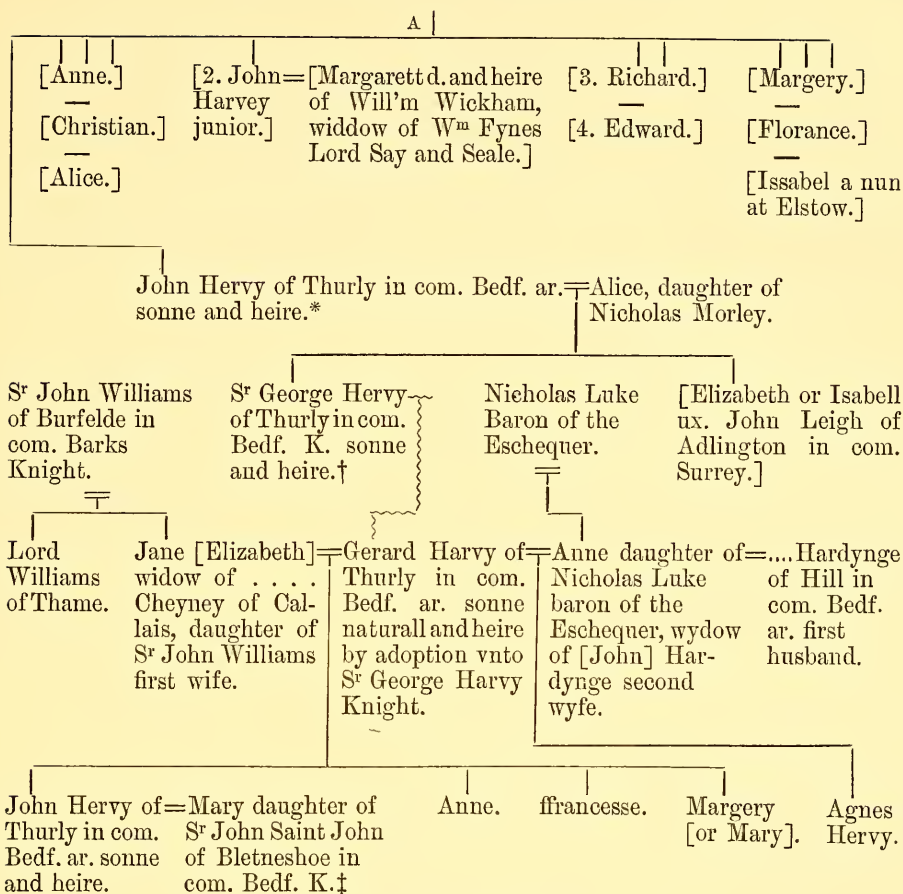 A
[Anne.]
—
[Christian.]
—
[Alice.]
[2. John=
Harvey
junior.]
[Margarett d. and heire
of Will'm Wickham,
widdow of Wᵐ Fynes
Lord Say and Seale.]
[3. Richard.]
—
[4. Edward.]
[Margery.]
—
[Florance.]
—
[Issabel a nun
at Elstow.]
John Hervy of Thurly in com. Bedf. ar.=
sonne and heire.*
Alice, daughter of
Nicholas Morley.
Sʳ John Williams
of Burfelde in
com. Barks
Knight.
Sʳ George Hervy
of Thurly in com.
Bedf. K. sonne
and heire.†
Nicholas Luke
Baron of the
Eschequer.
[Elizabeth or Isabell
ux. John Leigh of
Adlington in com.
Surrey.]
Lord
Williams
of Thame.
Jane [Elizabeth]=
widow of . . . .
Cheyney of Cal-
lais, daughter of
Sʳ John Williams
first wife.
Gerard Harvy of=
Thurly in com.
Bedf. ar. sonne
naturall and heire
by adoption vnto
Sʳ George Harvy
Knight.
Anne daughter of=
Nicholas Luke
baron of the
Eschequer, wydow
of [John] Har-
dynge second
wyfe.
....Hardynge
of Hill in
com. Bedf.
ar. first
husband.
John Hervy of=
Thurly in com.
Bedf. ar. sonne
and heire.
Mary daughter of
Sʳ John Saint John
of Bletneshoe in
com. Bedf. K.‡
Anne.
ffrancesse.
Margery
[or Mary].
Agnes
Hervy.